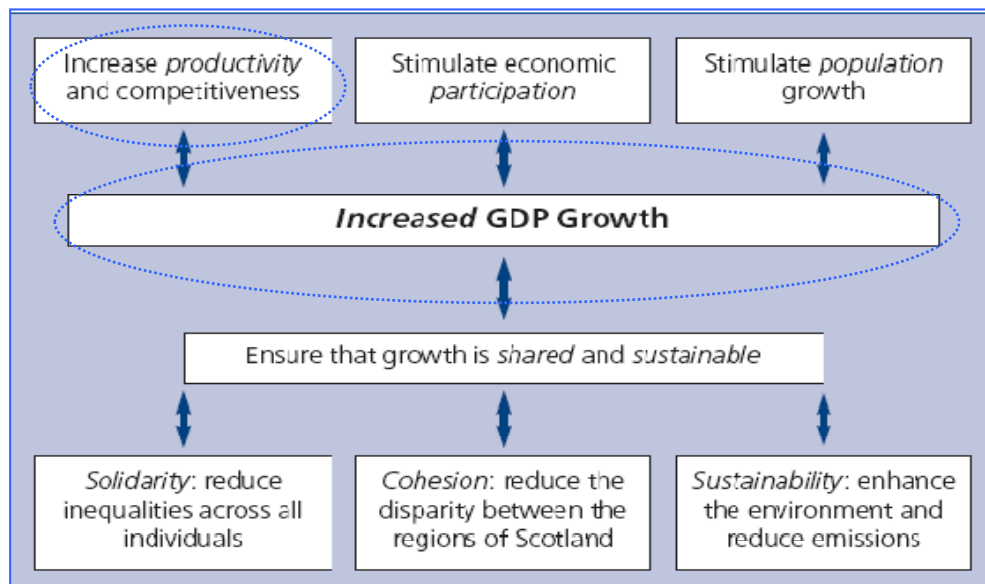 Increase productivity
and competitiveness
Stimulate economic
participation
Stimulate population
growth
Increased GDP Growth
Ensure that growth is shared and sustainable
Solidarity: reduce
inequalities across all
individuals
Cohesion: reduce the
disparity between the
regions of Scotland
Sustainability: enhance
the environment and
reduce emissions